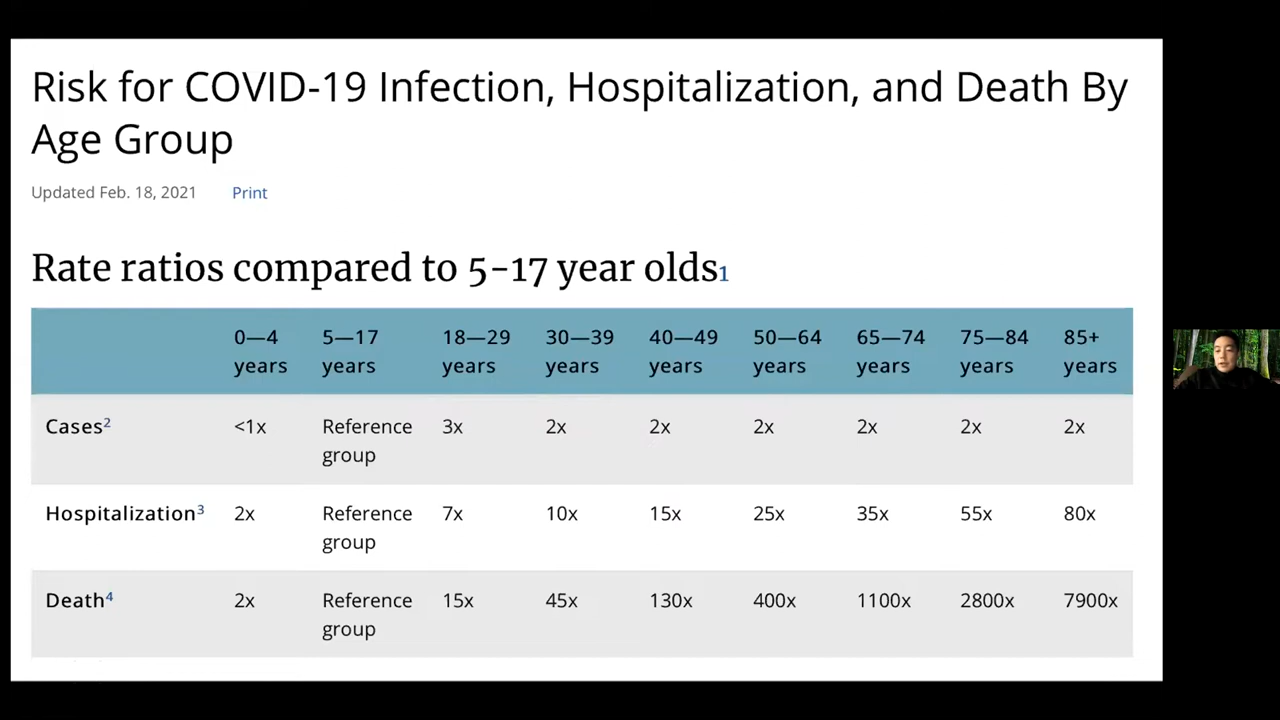 Risk for COVID-19 Infection, Hospitalization, and Death By
Age Group
Updated Feb. 18, 2021 Print
Rate ratios compared to 5-17 year olds1
0—4 years 5—17 years 18—29 years 30—39 years 40—49 years 50—64 years 65—74 years 75—84 years 85+ years
Cases2 <1x Reference group 3x 2x 2x 2x 2x 2x 2x
Hospitalization3 2x Reference group 7x 10x 15x 25x 35x 55x 80x
Death4 2x Reference group 15x 45x 130x 400x 1100x 2800x 7900x